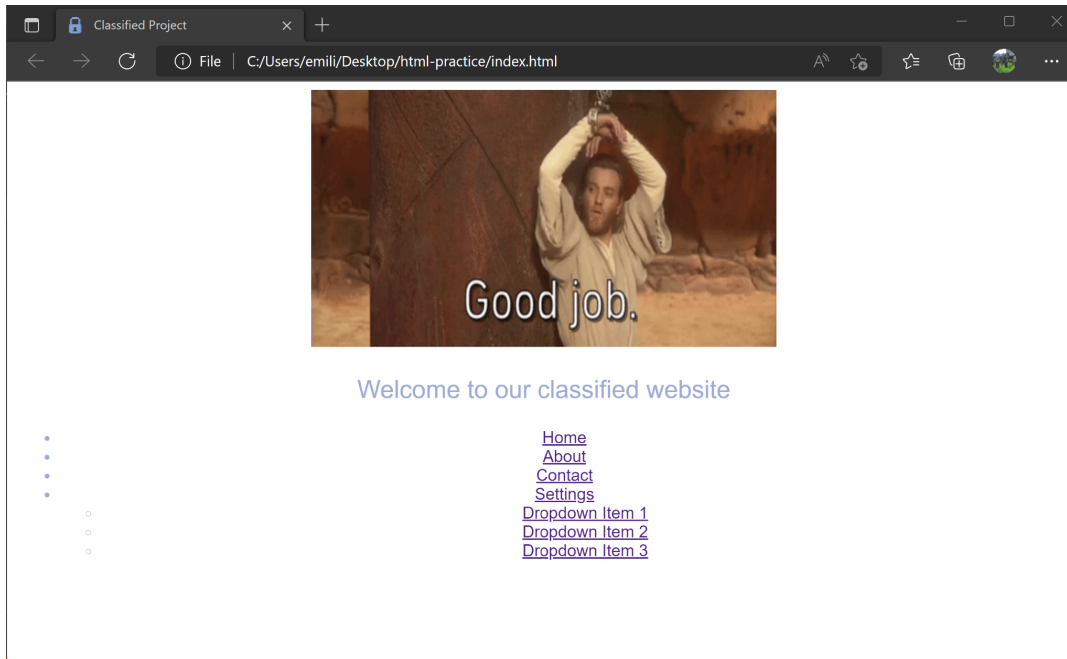 Classified Project
File
C:/Users/emili/Desktop/html-practice/index.html
Good job.
Welcome to our classified website
Home
About
Contact
Settings
Dropdown Item 1
Dropdown Item 2
Dropdown Item 3